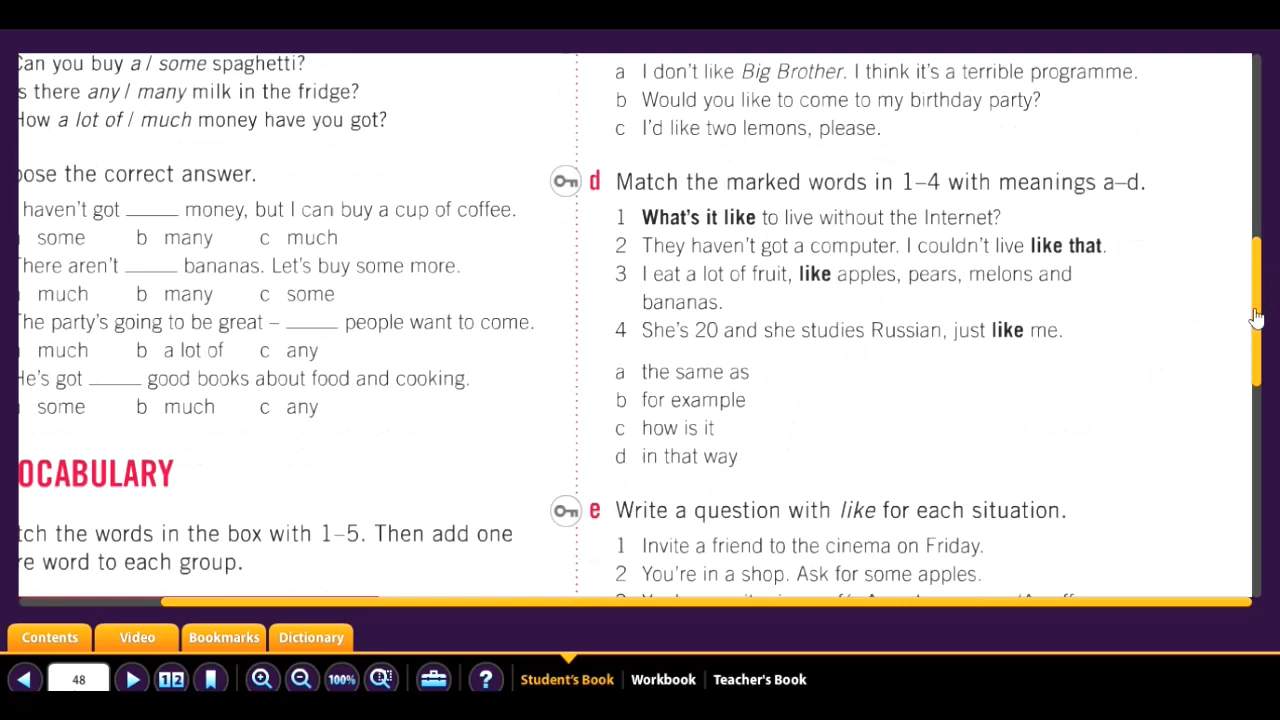 Can you buy a / some spaghetti?
s there any / many milk in the fridge?
How a lot of / much money have you got?
ose the correct answer.
haven't got _____ money, but I can buy a cup of coffee.
some b many c much
There aren't _____ bananas. Let's buy some more.
much b many c some
The party's going to be great – _____ people want to come.
much b a lot of c any
He's got _____ good books about food and cooking.
some b much c any
OCABULARY
tch the words in the box with 1–5. Then add one
re word to each group.
a I don't like Big Brother. I think it's a terrible programme.
b Would you like to come to my birthday party?
c I'd like two lemons, please.
d Match the marked words in 1–4 with meanings a–d.
1 What's it like to live without the Internet?
2 They haven't got a computer. I couldn't live like that.
3 I eat a lot of fruit, like apples, pears, melons and
bananas.
4 She's 20 and she studies Russian, just like me.
a the same as
b for example
c how is it
d in that way
e Write a question with like for each situation.
1 Invite a friend to the cinema on Friday.
2 You're in a shop. Ask for some apples.
Contents Video Bookmarks Dictionary
48 1 2 100% ? Student's Book Workbook Teacher's Book